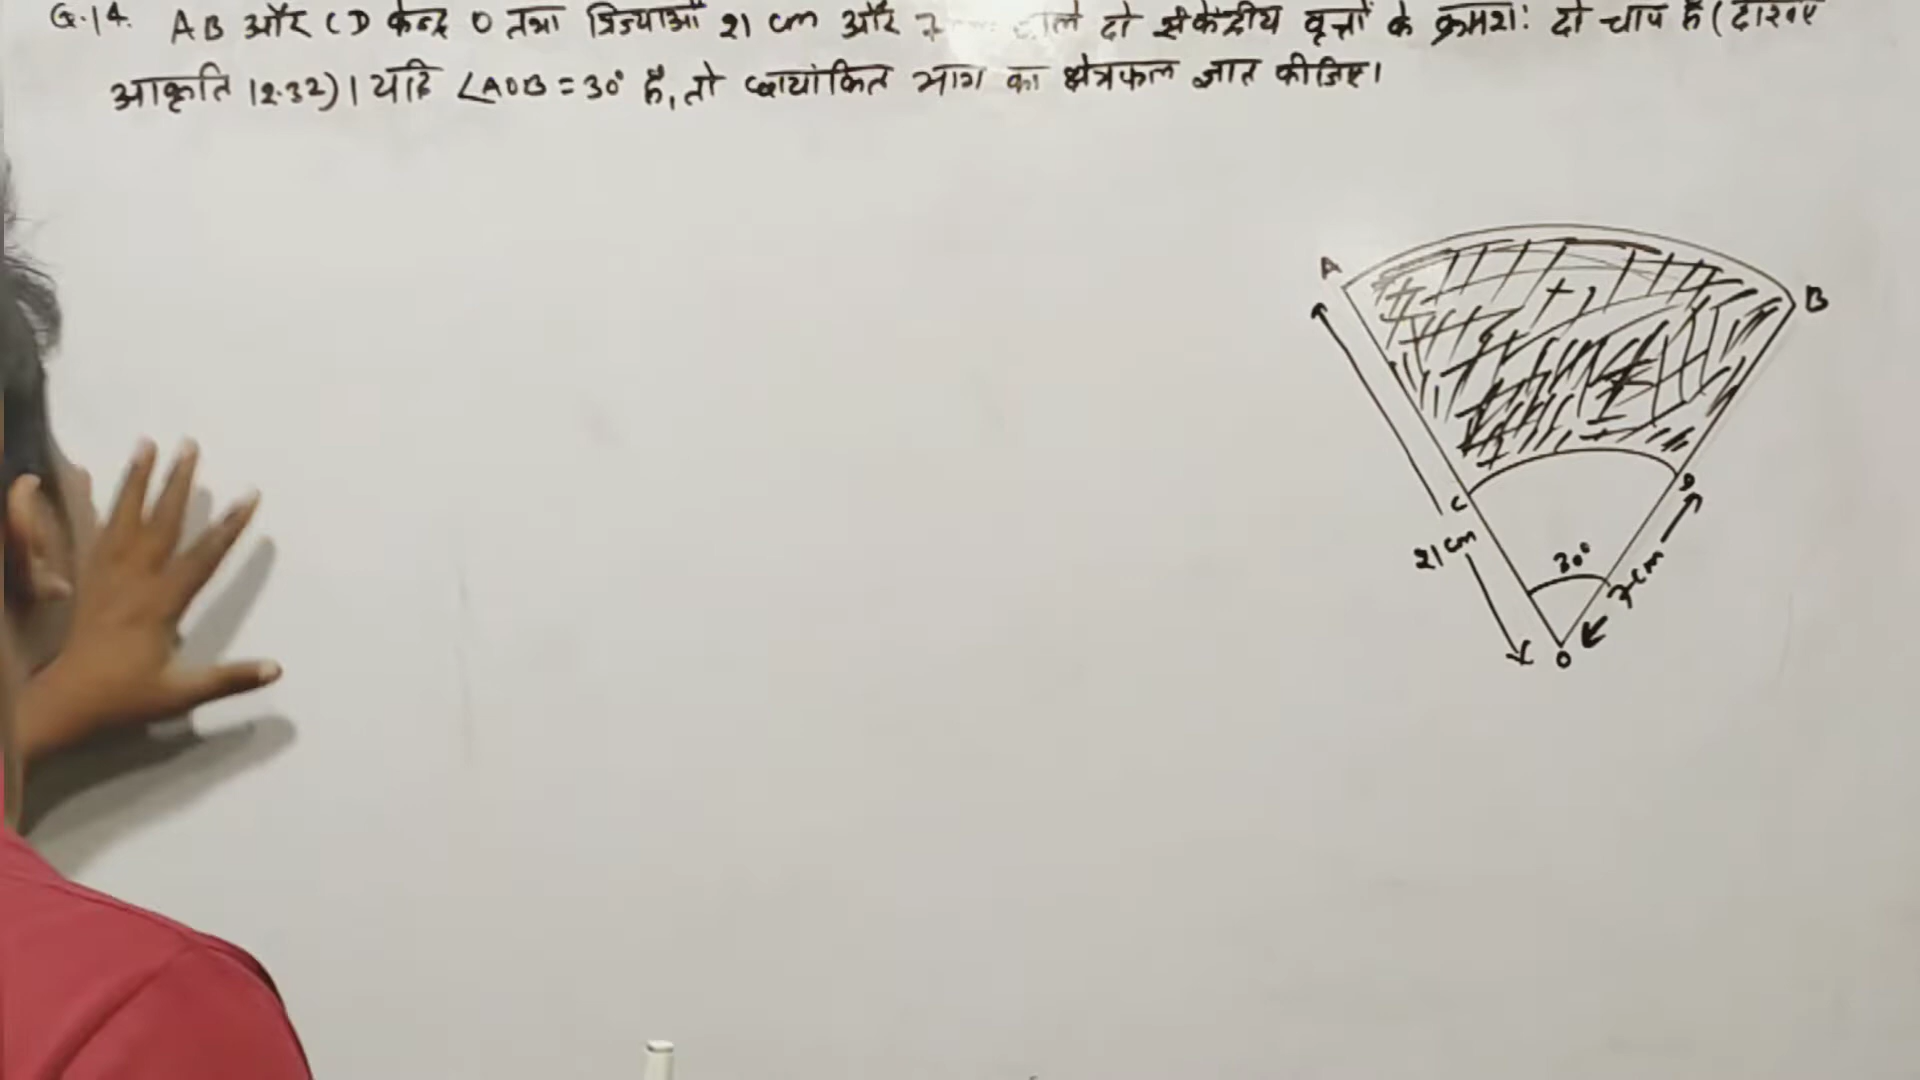 Q.14. AB और CD केन्द्र O तथा त्रिज्याओं 21 cm और 7 वाले दो संकेंद्रीय वृत्तों के क्रमशः दो चाप हैं (देखिए
आकृति 12.32)। यदि ∠AOB = 30° है, तो छायांकित भाग का क्षेत्रफल ज्ञात कीजिए।
A
B
C
D
21 cm
30°
7 cm
O